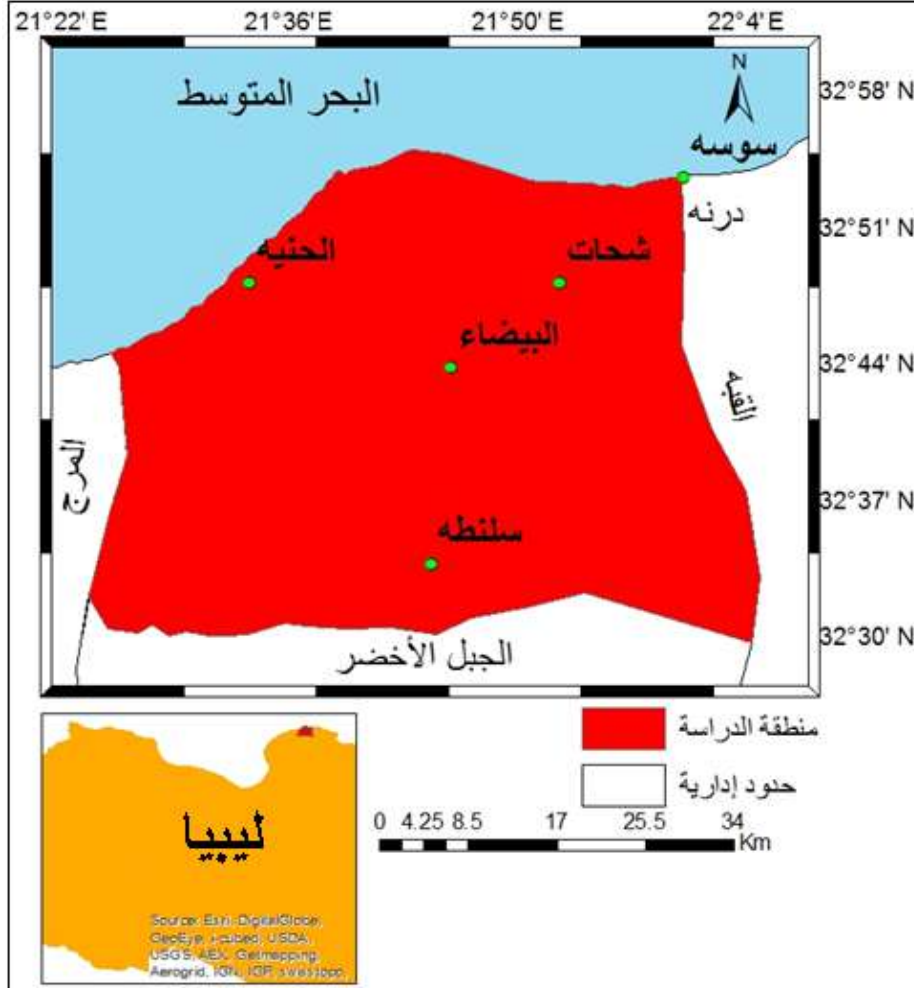 21°22' E 21°36' E 21°50' E 22°4' E
N
البحر المتوسط
32°58' N
سوسه
درنه
32°51' N
الحنيه
شحات
البيضاء
32°44' N
القبه
المرج
32°37' N
سلنطه
32°30' N
الجبل الأخضر
منطقة الدراسة
حدود إدارية
0 4.25 8.5 17 25.5 34
Km
ليبيا
Source: Esri, DigitalGlobe,
GeoEye, i-cubed, USDA,
USGS, AEX, Getmapping,
Aerogrid, IGN, IGP, swisstopo,